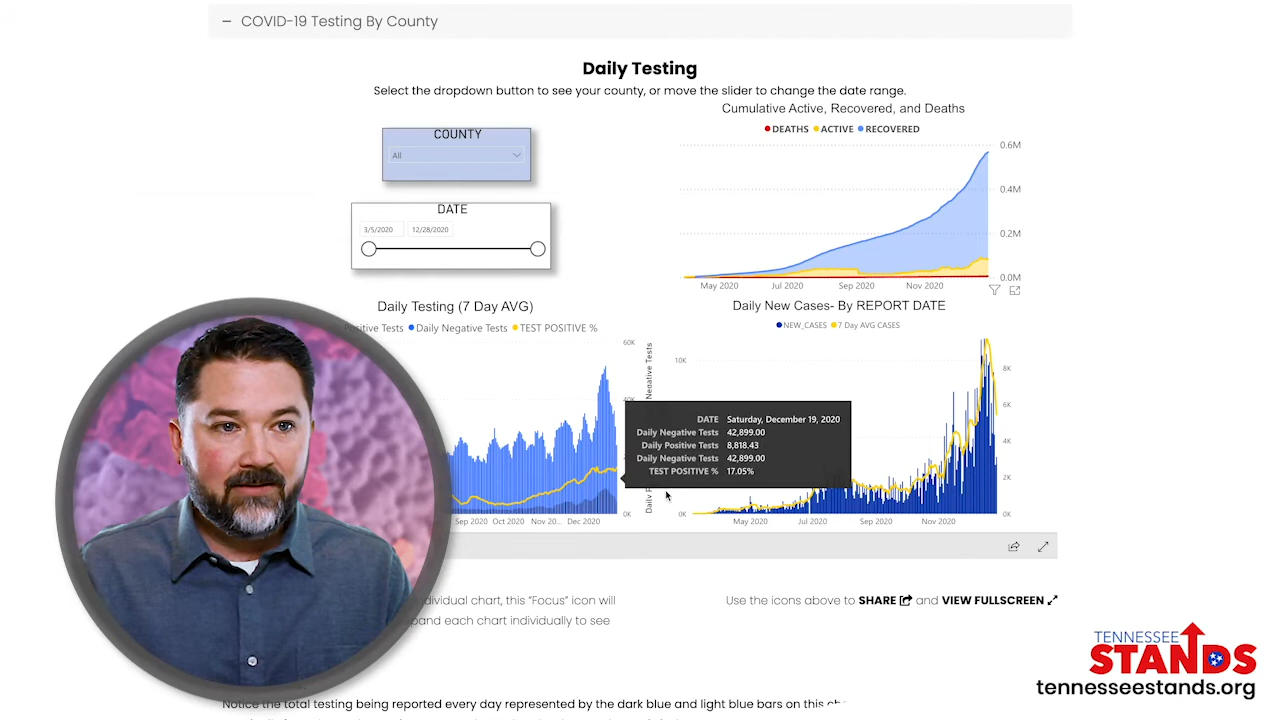 − COVID-19 Testing By County
Daily Testing
Select the dropdown button to see your county, or move the slider to change the date range.
COUNTY
All
DATE
3/5/2020 12/28/2020
Cumulative Active, Recovered, and Deaths
DEATHS ACTIVE RECOVERED
0.6M
0.4M
0.2M
0.0M
May 2020 Jul 2020 Sep 2020 Nov 2020
Daily Testing (7 Day AVG)
Positive Tests Daily Negative Tests TEST POSITIVE %
60K
0K
Sep 2020 Oct 2020 Nov 20... Dec 2020
Daily New Cases- By REPORT DATE
NEW_CASES 7 Day AVG CASES
Negative Tests
10K
0K
8K
6K
4K
2K
0K
May 2020 Jul 2020 Sep 2020 Nov 2020
DATE Saturday, December 19, 2020
Daily Negative Tests 42,899.00
Daily Positive Tests 8,818.43
Daily Negative Tests 42,899.00
TEST POSITIVE % 17.05%
individual chart, this “Focus” icon will
expand each chart individually to see
Use the icons above to SHARE and VIEW FULLSCREEN
Notice the total testing being reported every day represented by the dark blue and light blue bars on this
TENNESSEE
STANDS
tennesseestands.org